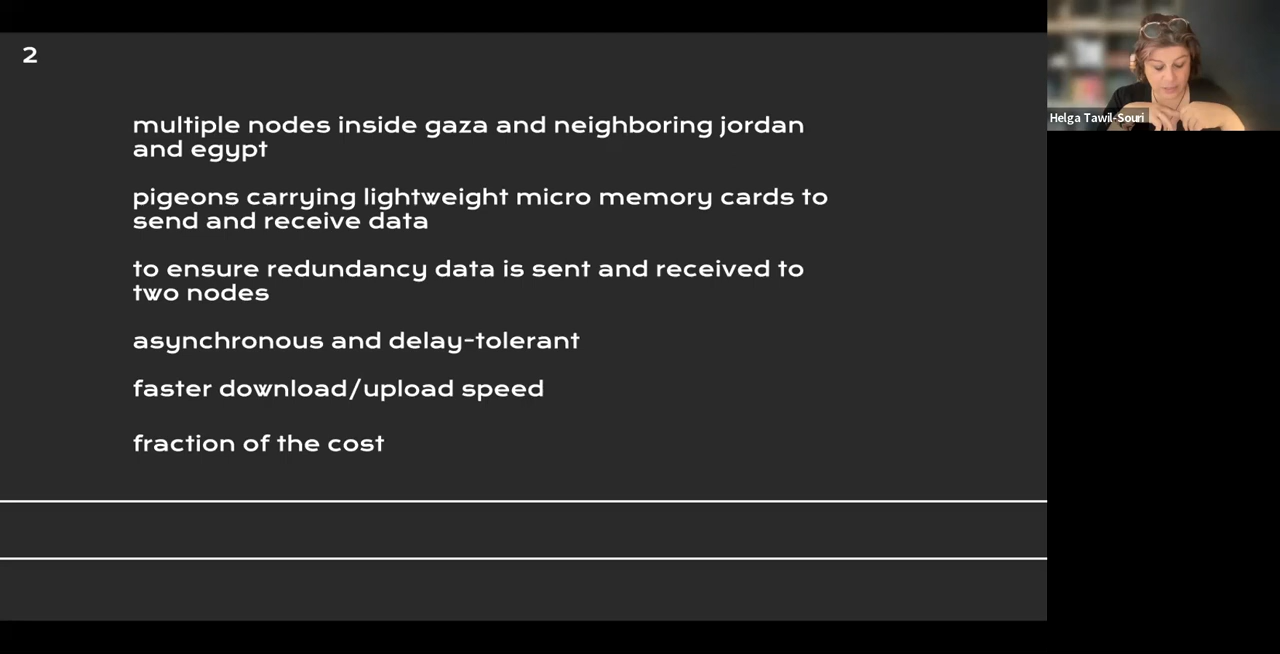 2
multiple nodes inside gaza and neighboring jordan
and egypt
pigeons carrying lightweight micro memory cards to
send and receive data
to ensure redundancy data is sent and received to
two nodes
asynchronous and delay-tolerant
faster download/upload speed
fraction of the cost
Helga Tawil-Souri